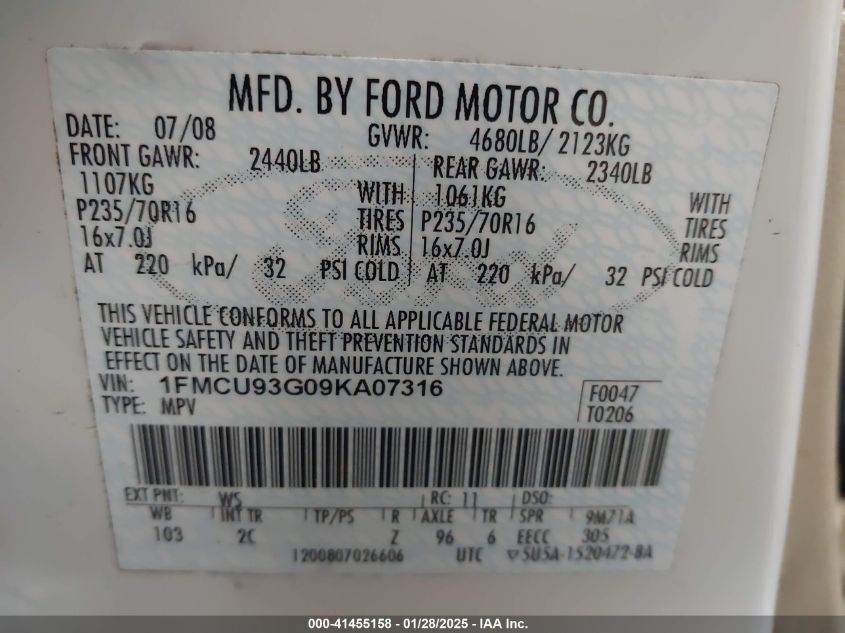 MFD. BY FORD MOTOR CO.
DATE: 07/08 GVWR: 4680LB/ 2123KG
FRONT GAWR: 2440LB REAR GAWR: 2340LB
1107KG WITH 1061KG WITH
P235/70R16 TIRES P235/70R16 TIRES
16x7.0J RIMS 16x7.0J RIMS
AT 220 kPa/ 32 PSI COLD AT 220 kPa/ 32 PSI COLD
THIS VEHICLE CONFORMS TO ALL APPLICABLE FEDERAL MOTOR
VEHICLE SAFETY AND THEFT PREVENTION STANDARDS IN
EFFECT ON THE DATE OF MANUFACTURE SHOWN ABOVE.
VIN: 1FMCU93G09KA07316 F0047
TYPE: MPV T0206
EXT PNT: WS RC: 11 DSO:
WB INT TR TP/PS R AXLE TR SPR 9M71A
103 2C Z 96 6 EECC 305
1200807026606 UTC 5U5A-1520472-BA
000-41455158 - 01/28/2025 - IAA Inc.